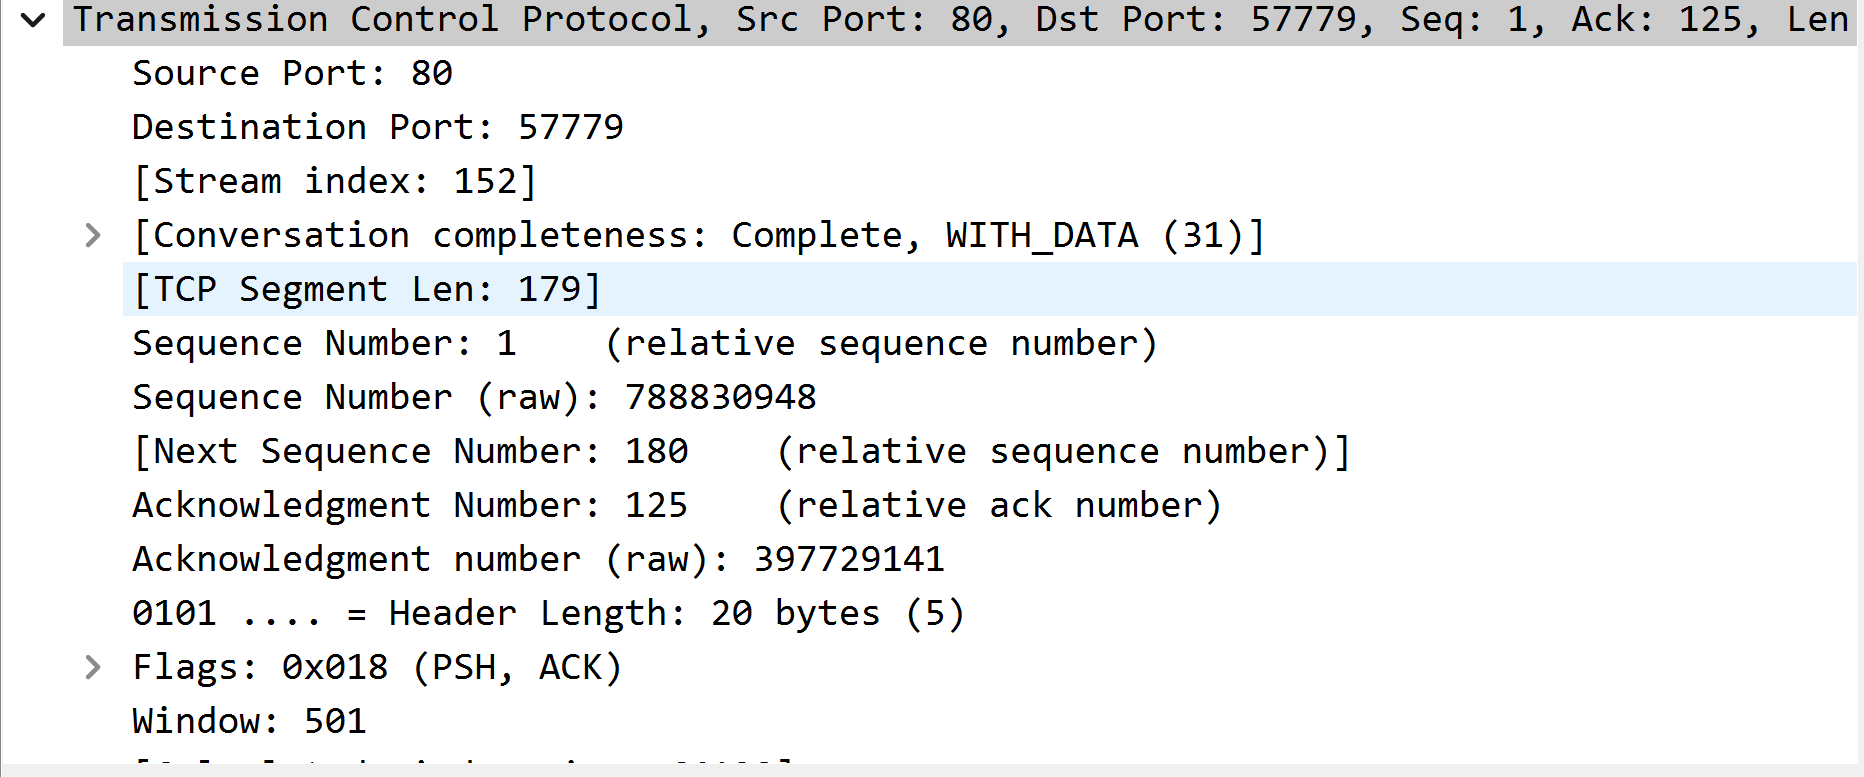 Transmission Control Protocol, Src Port: 80, Dst Port: 57779, Seq: 1, Ack: 125, Len
Source Port: 80
Destination Port: 57779
[Stream index: 152]
[Conversation completeness: Complete, WITH_DATA (31)]
[TCP Segment Len: 179]
Sequence Number: 1    (relative sequence number)
Sequence Number (raw): 788830948
[Next Sequence Number: 180    (relative sequence number)]
Acknowledgment Number: 125    (relative ack number)
Acknowledgment number (raw): 397729141
0101 .... = Header Length: 20 bytes (5)
Flags: 0x018 (PSH, ACK)
Window: 501